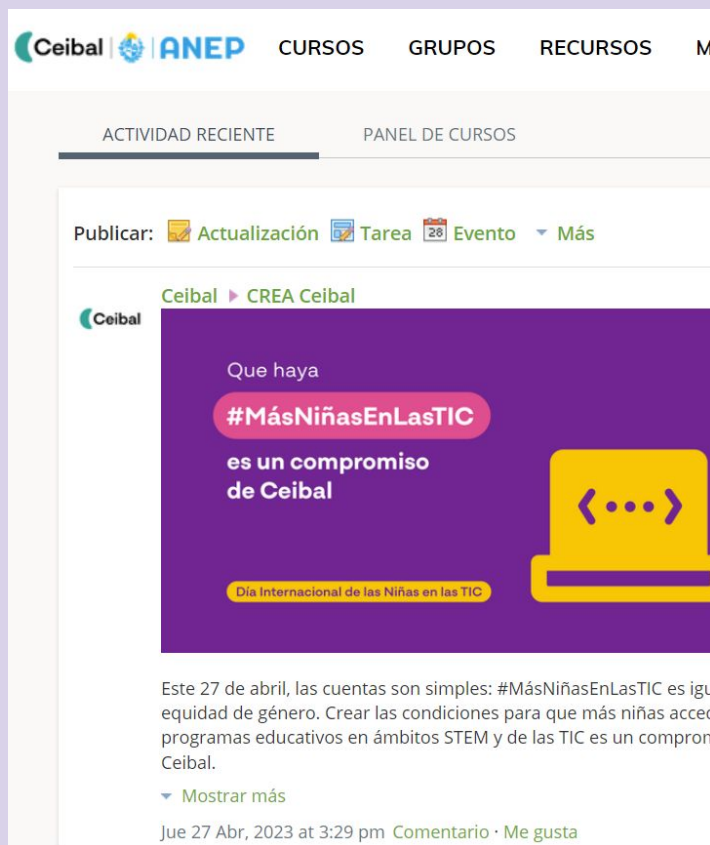 Ceibal ANEP CURSOS GRUPOS RECURSOS M
ACTIVIDAD RECIENTE PANEL DE CURSOS
Publicar: Actualización Tarea 28 Evento Más
Ceibal CREA Ceibal
Ceibal
Que haya
#MásNiñasEnLasTIC
es un compromiso
de Ceibal
Día Internacional de las Niñas en las TIC
Este 27 de abril, las cuentas son simples: #MásNiñasEnLasTIC es igu
equidad de género. Crear las condiciones para que más niñas acced
programas educativos en ámbitos STEM y de las TIC es un compron
Ceibal.
Mostrar más
Jue 27 Abr, 2023 at 3:29 pm Comentario · Me gusta